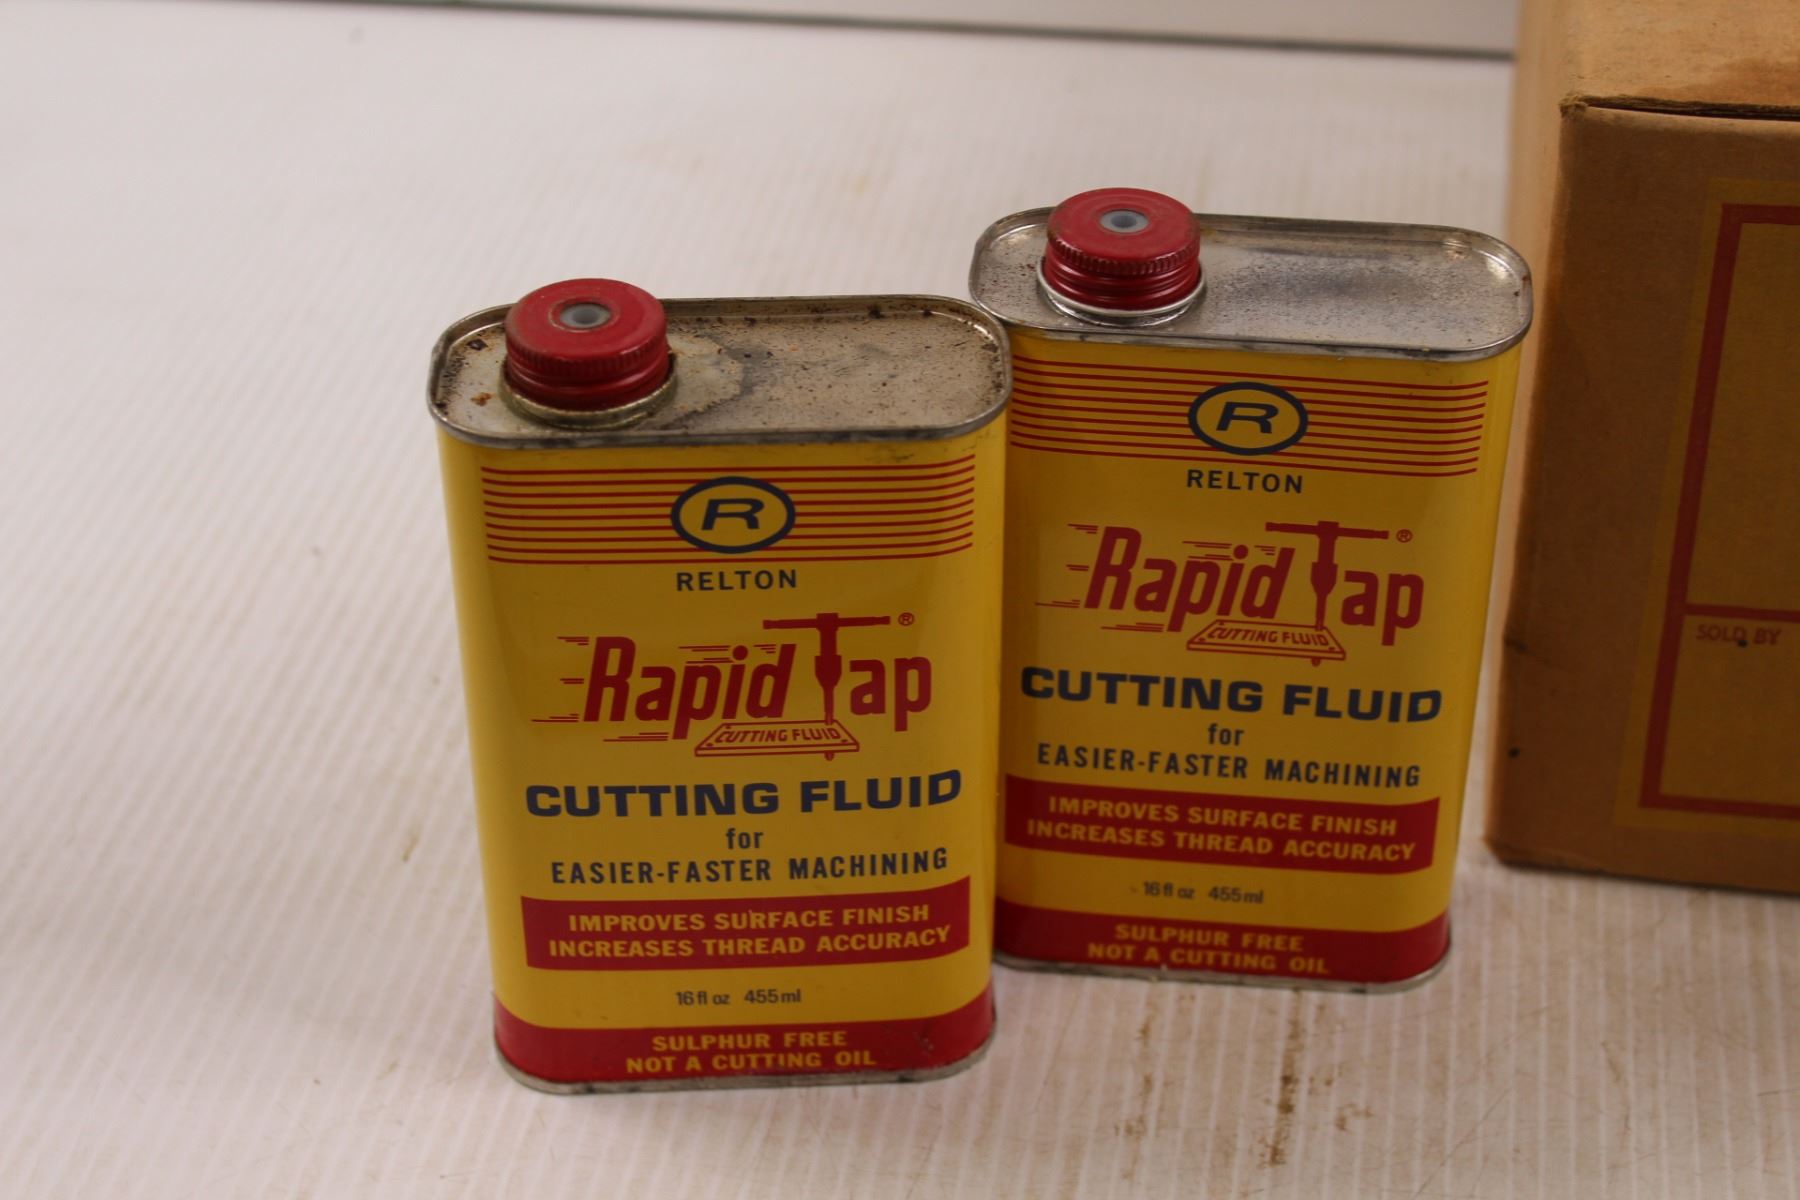 R
RELTON
Rapid Tap®
CUTTING FLUID
CUTTING FLUID
for
EASIER-FASTER MACHINING
IMPROVES SURFACE FINISH
INCREASES THREAD ACCURACY
16 fl oz 455 ml
SULPHUR FREE
NOT A CUTTING OIL
R
RELTON
Rapid Tap®
CUTTING FLUID
CUTTING FLUID
for
EASIER-FASTER MACHINING
IMPROVES SURFACE FINISH
INCREASES THREAD ACCURACY
16 fl oz 455 ml
SULPHUR FREE
NOT A CUTTING OIL
SOLD BY